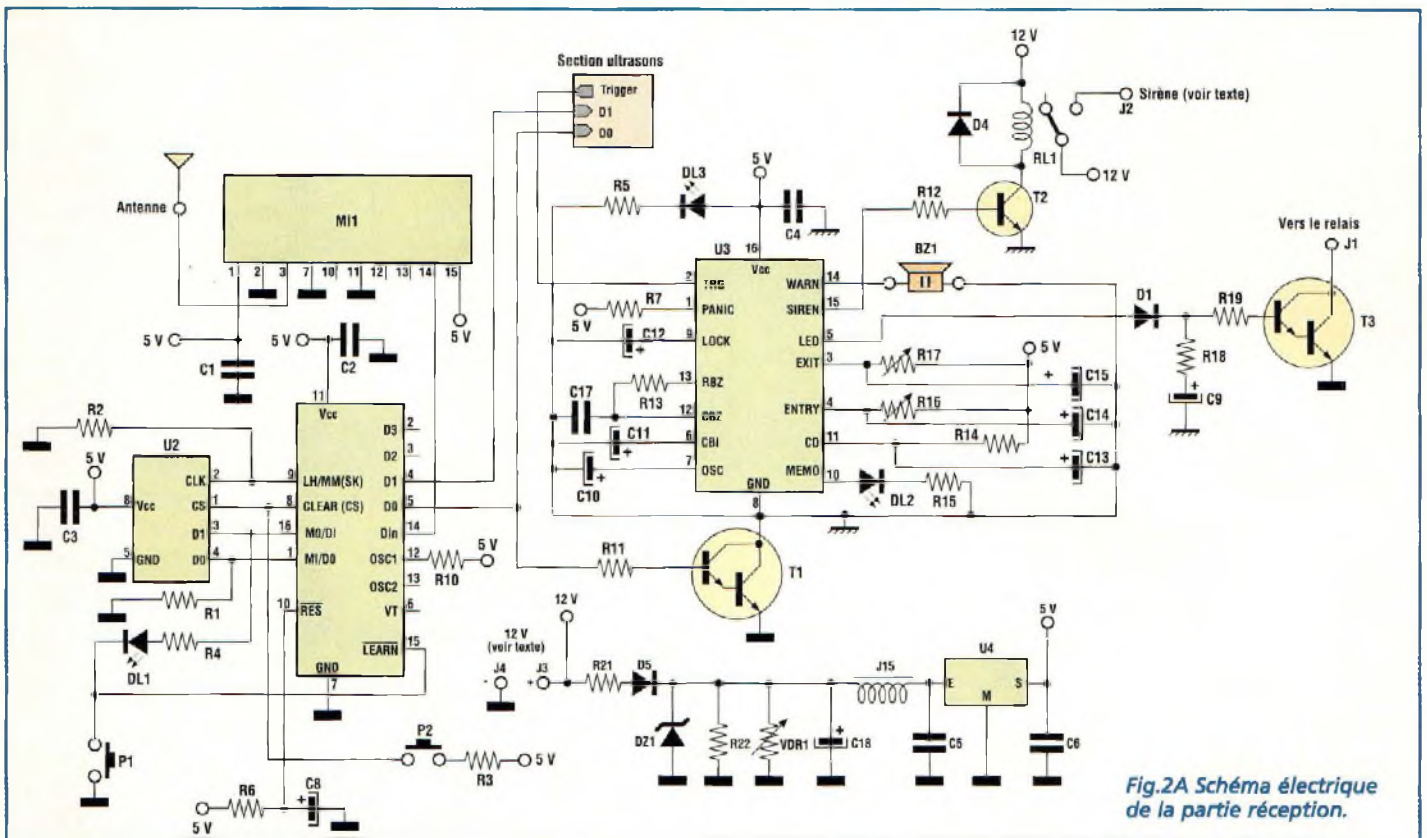 Section ultrasons
Trigger
D1
D0
12 V
D4
RL1
Sirène (voir texte)
J2
12 V
T2
R12
Antenne
MI1
1 2 3 7 10 11 12 13 14 15
5 V
C1
5 V
C2
5 V
R5
DL3
5 V
C4
U3
16
Vcc
2 TRG
1 PANIC
9 LOCK
13 RBZ
12 CBZ
6 CBI
7 OSC
WARN 14
SIREN 15
LED 5
EXIT 3
ENTRY 4
CD 11
MEMO 10
GND
8
R7
5 V
C12
R13
C17
C11
C10
BZ1
D1
R19
Vers le relais
J1
T3
R18
C9
R17
5 V
R16
R14
C15
C14
C13
DL2
R15
R11
T1
R2
5 V
C3
U2
8 Vcc
5 GND
CLK 2
CS 1
D1 3
D0 4
11
Vcc
9 LH/MM(SK)
8 CLEAR (CS)
16 M0/DI
1 MI/D0
10 RES
GND
7
D3 2
D2 3
D1 4
D0 5
Din 14
OSC1 12
OSC2 13
VT 6
LEARN 15
R10
5 V
R1
R4
DL1
P1
P2
R3
5 V
5 V
R6
C8
12 V
12 V
(voir texte)
J4
-
J3
+
R21
D5
DZ1
R22
VDR1
C18
J15
C5
U4
E
S
M
5 V
C6
Fig.2A Schéma électrique
de la partie réception.